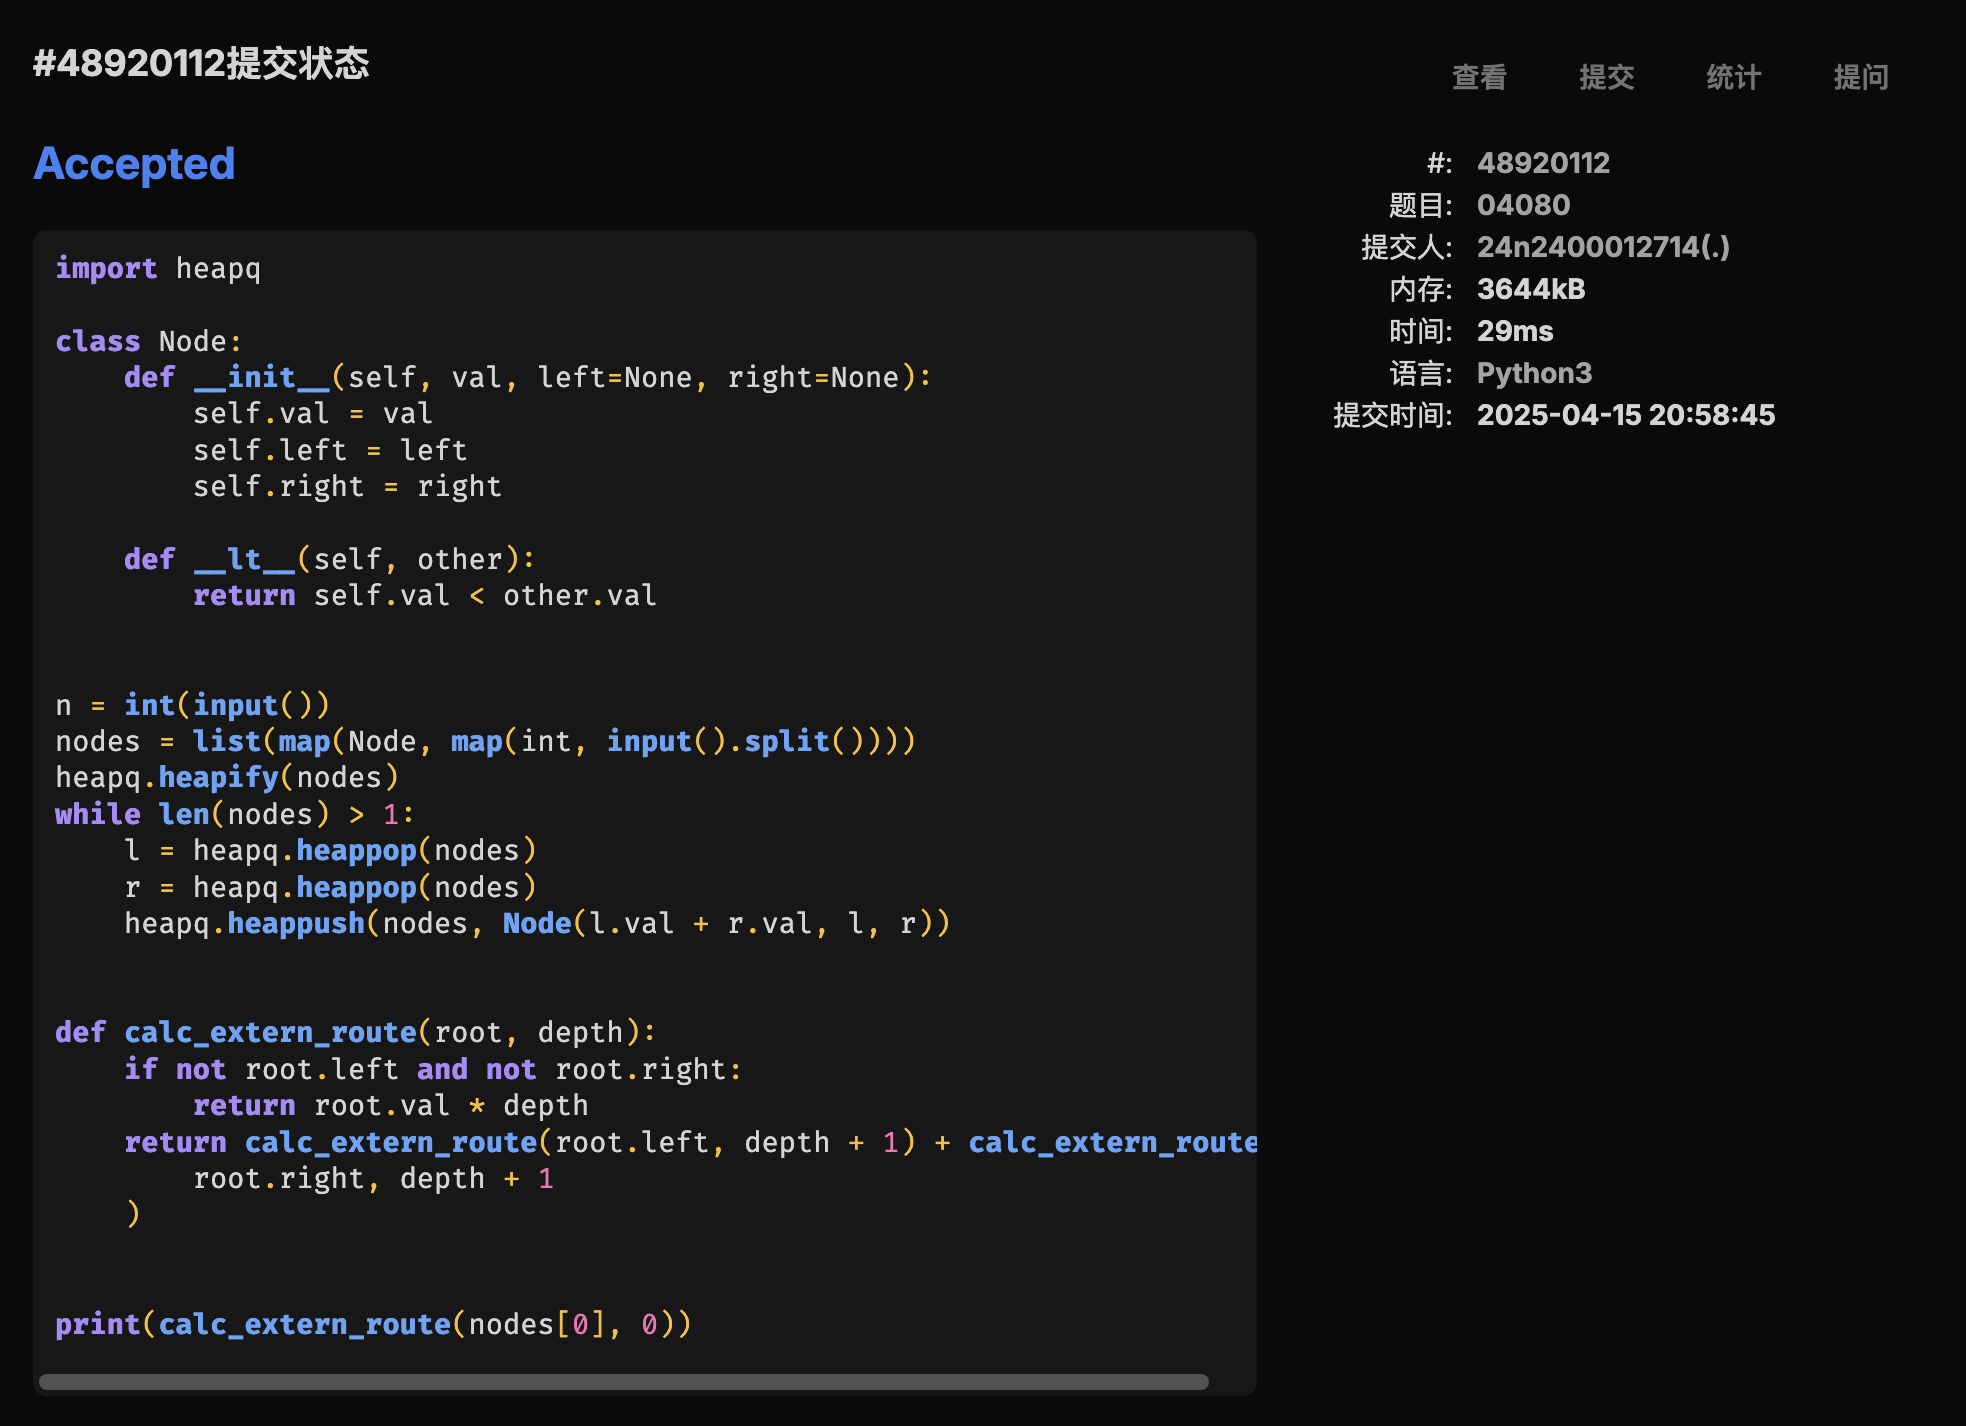 #48920112提交状态
查看 提交 统计 提问
Accepted
import heapq
class Node:
    def __init__(self, val, left=None, right=None):
        self.val = val
        self.left = left
        self.right = right
    def __lt__(self, other):
        return self.val < other.val
n = int(input())
nodes = list(map(Node, map(int, input().split())))
heapq.heapify(nodes)
while len(nodes) > 1:
    l = heapq.heappop(nodes)
    r = heapq.heappop(nodes)
    heapq.heappush(nodes, Node(l.val + r.val, l, r))
def calc_extern_route(root, depth):
    if not root.left and not root.right:
        return root.val * depth
    return calc_extern_route(root.left, depth + 1) + calc_extern_route
        root.right, depth + 1
    )
print(calc_extern_route(nodes[0], 0))
#: 48920112
题目: 04080
提交人: 24n2400012714(.)
内存: 3644kB
时间: 29ms
语言: Python3
提交时间: 2025-04-15 20:58:45